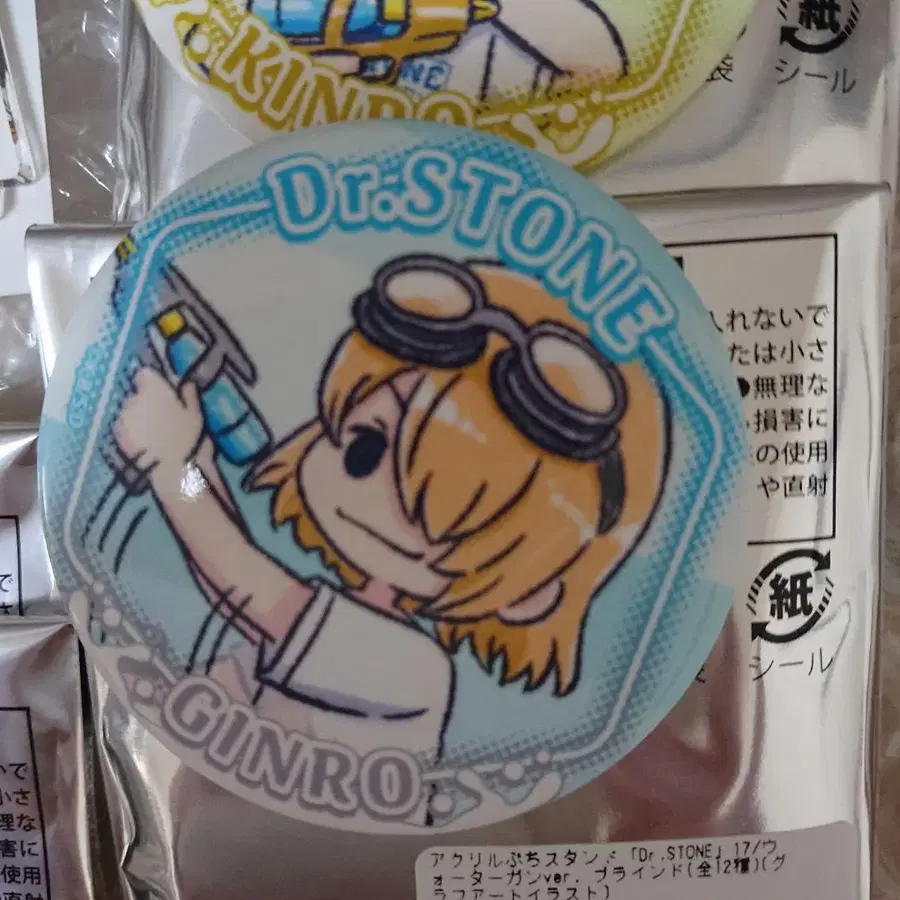 紙
袋
シール
KINRO
STONE
Dr.STONE
GINRO
入れないで
たは小さ
●無理な
損害に
の使用
や直射
紙
シール
で
いで
小さ
理な
害に
使用
直射
アクリルぷちスタンド「Dr.STONE」17/ウ
ォーターガンver. ブラインド(全12種)(グ
ラフアートイラスト)